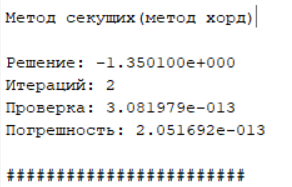 Метод секущих(метод хорд)
Решение: -1.350100e+000
Итераций: 2
Проверка: 3.081979e-013
Погрешность: 2.051692e-013
########################